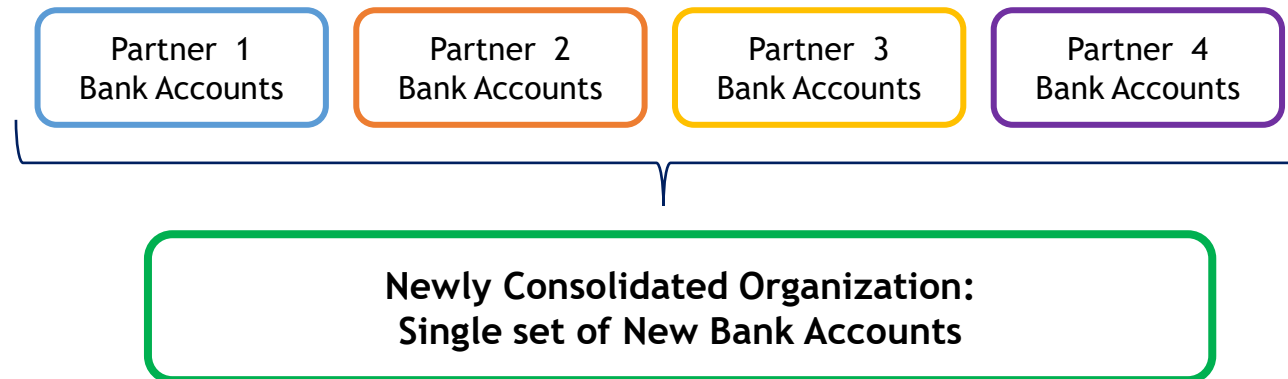 Partner 1
Bank Accounts
Partner 2
Bank Accounts
Partner 3
Bank Accounts
Partner 4
Bank Accounts
Newly Consolidated Organization:
Single set of New Bank Accounts